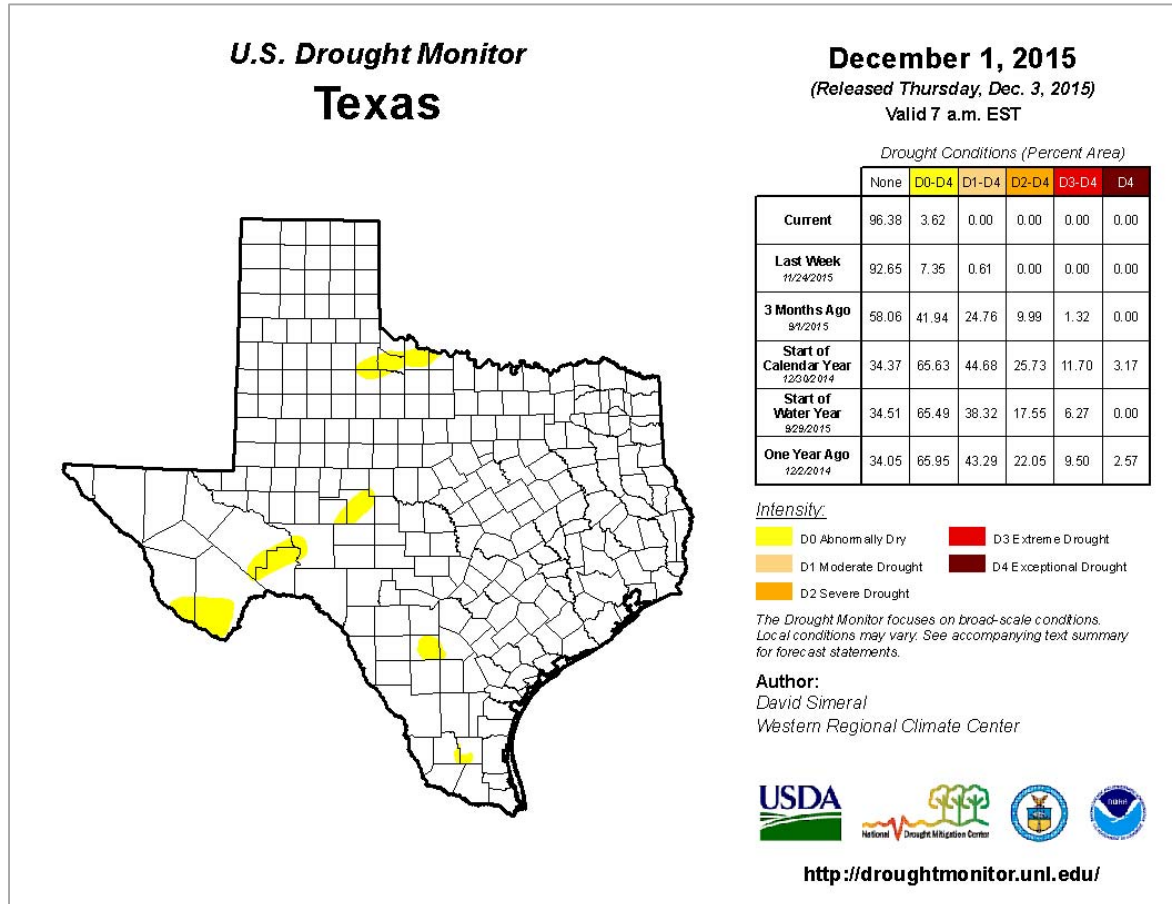 U.S. Drought Monitor
Texas
December 1, 2015
(Released Thursday, Dec. 3, 2015)
Valid 7 a.m. EST
Drought Conditions (Percent Area)
None D0-D4 D1-D4 D2-D4 D3-D4 D4
Current 96.38 3.62 0.00 0.00 0.00 0.00
Last Week
11/24/2015
92.65 7.35 0.61 0.00 0.00 0.00
3 Months Ago
9/1/2015
58.06 41.94 24.76 9.99 1.32 0.00
Start of
Calendar Year
12/30/2014
34.37 65.63 44.68 25.73 11.70 3.17
Start of
Water Year
9/29/2015
34.51 65.49 38.32 17.55 6.27 0.00
One Year Ago
12/2/2014
34.05 65.95 43.29 22.05 9.50 2.57
Intensity:
D0 Abnormally Dry
D1 Moderate Drought
D2 Severe Drought
D3 Extreme Drought
D4 Exceptional Drought
The Drought Monitor focuses on broad-scale conditions.
Local conditions may vary. See accompanying text summary
for forecast statements.
Author:
David Simeral
Western Regional Climate Center
USDA
National Drought Mitigation Center
NOAA
http://droughtmonitor.unl.edu/